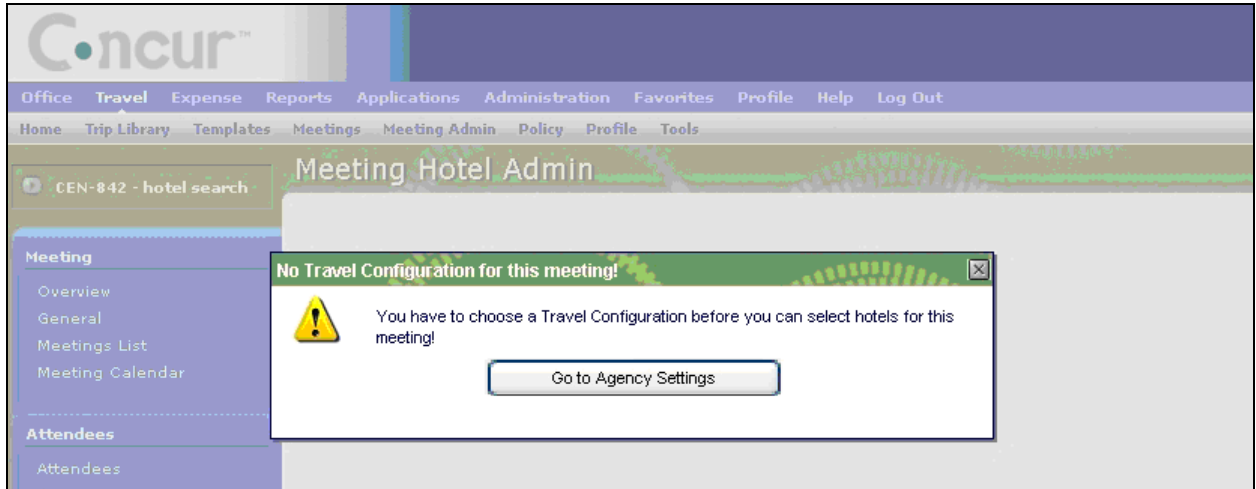 Concur™
Office Travel Expense Reports Applications Administration Favorites Profile Help Log Out
Home Trip Library Templates Meetings Meeting Admin Policy Profile Tools
CEN-842 - hotel search
Meeting Hotel Admin
Meeting
Overview
General
Meetings List
Meeting Calendar
Attendees
Attendees
No Travel Configuration for this meeting!
You have to choose a Travel Configuration before you can select hotels for this
meeting!
Go to Agency Settings